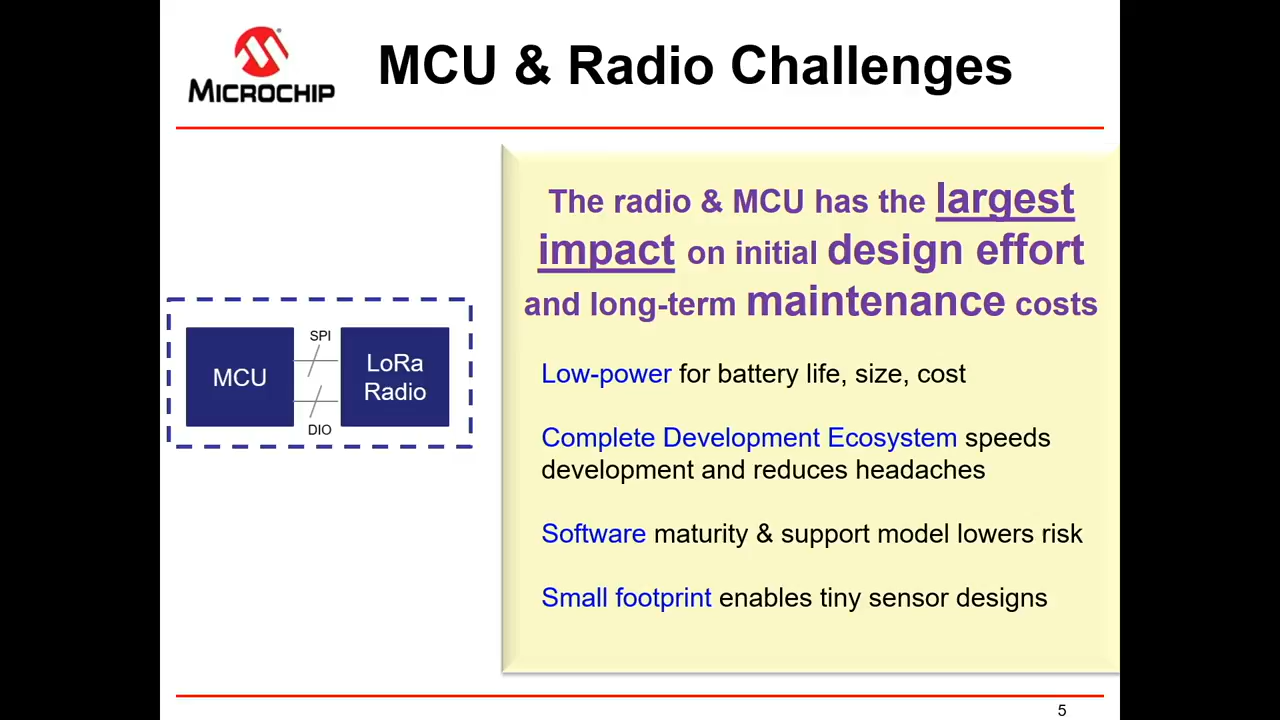 MICROCHIP
MCU & Radio Challenges
The radio & MCU has the largest
impact on initial design effort
and long-term maintenance costs
SPI
MCU
LoRa
Radio
DIO
Low-power for battery life, size, cost
Complete Development Ecosystem speeds
development and reduces headaches
Software maturity & support model lowers risk
Small footprint enables tiny sensor designs
5